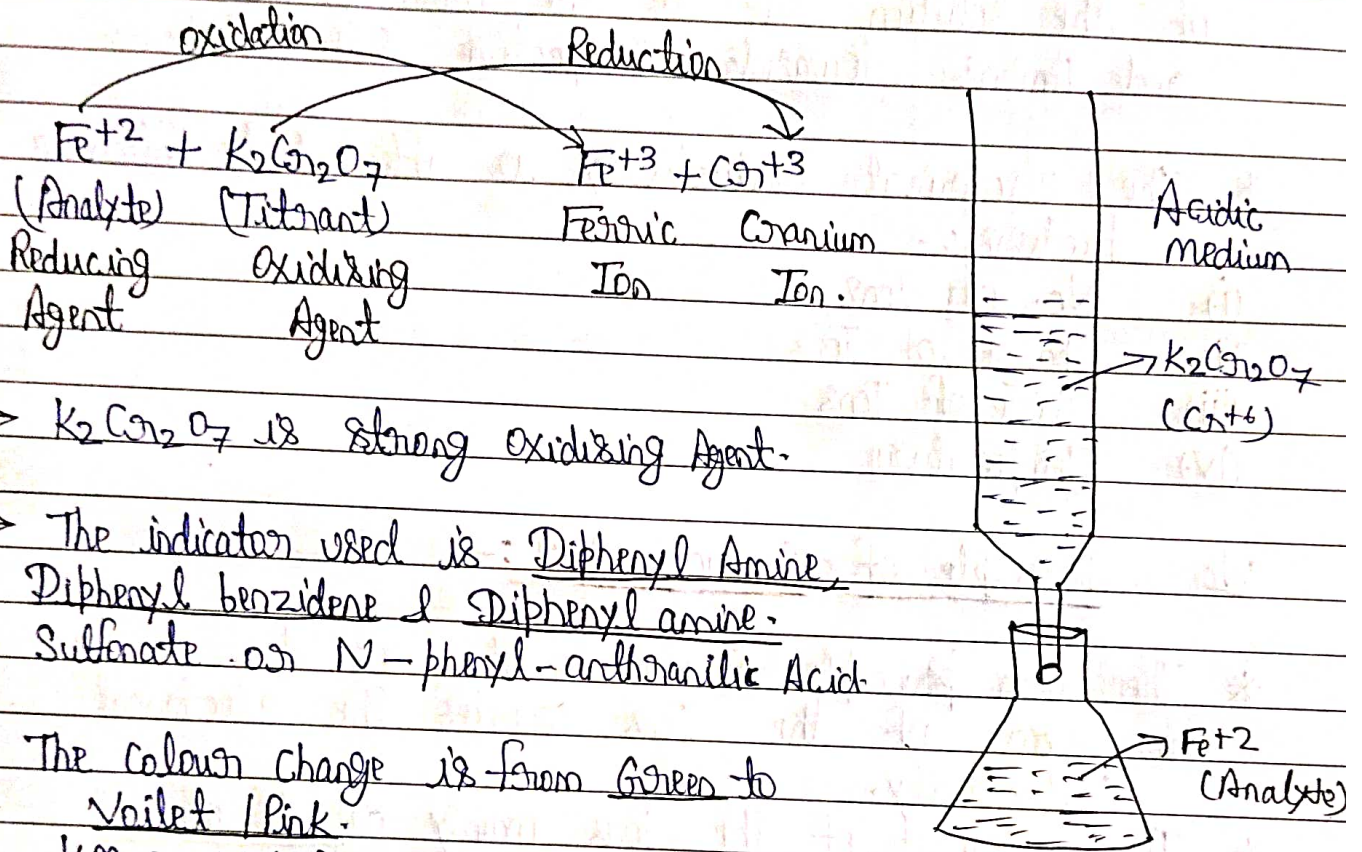 Oxidation Reduction
Fe+2 + K2Cr2O7 Fe+3 + Cr+3
(Analyte) (Titrant) Ferric Cranium
Reducing Oxidizing Ion Ion.
Agent Agent
Acidic
Medium
K2Cr2O7
(Cr+6)
> K2Cr2O7 is strong oxidizing Agent.
> The indicator used is : Diphenyl Amine,
Diphenyl benzidene & Diphenyl amine.
Sulfonate. or N-phenyl-anthranilic Acid.
The Colour Change is from Green to
Voilet / Pink.
Fe+2
(Analyte)